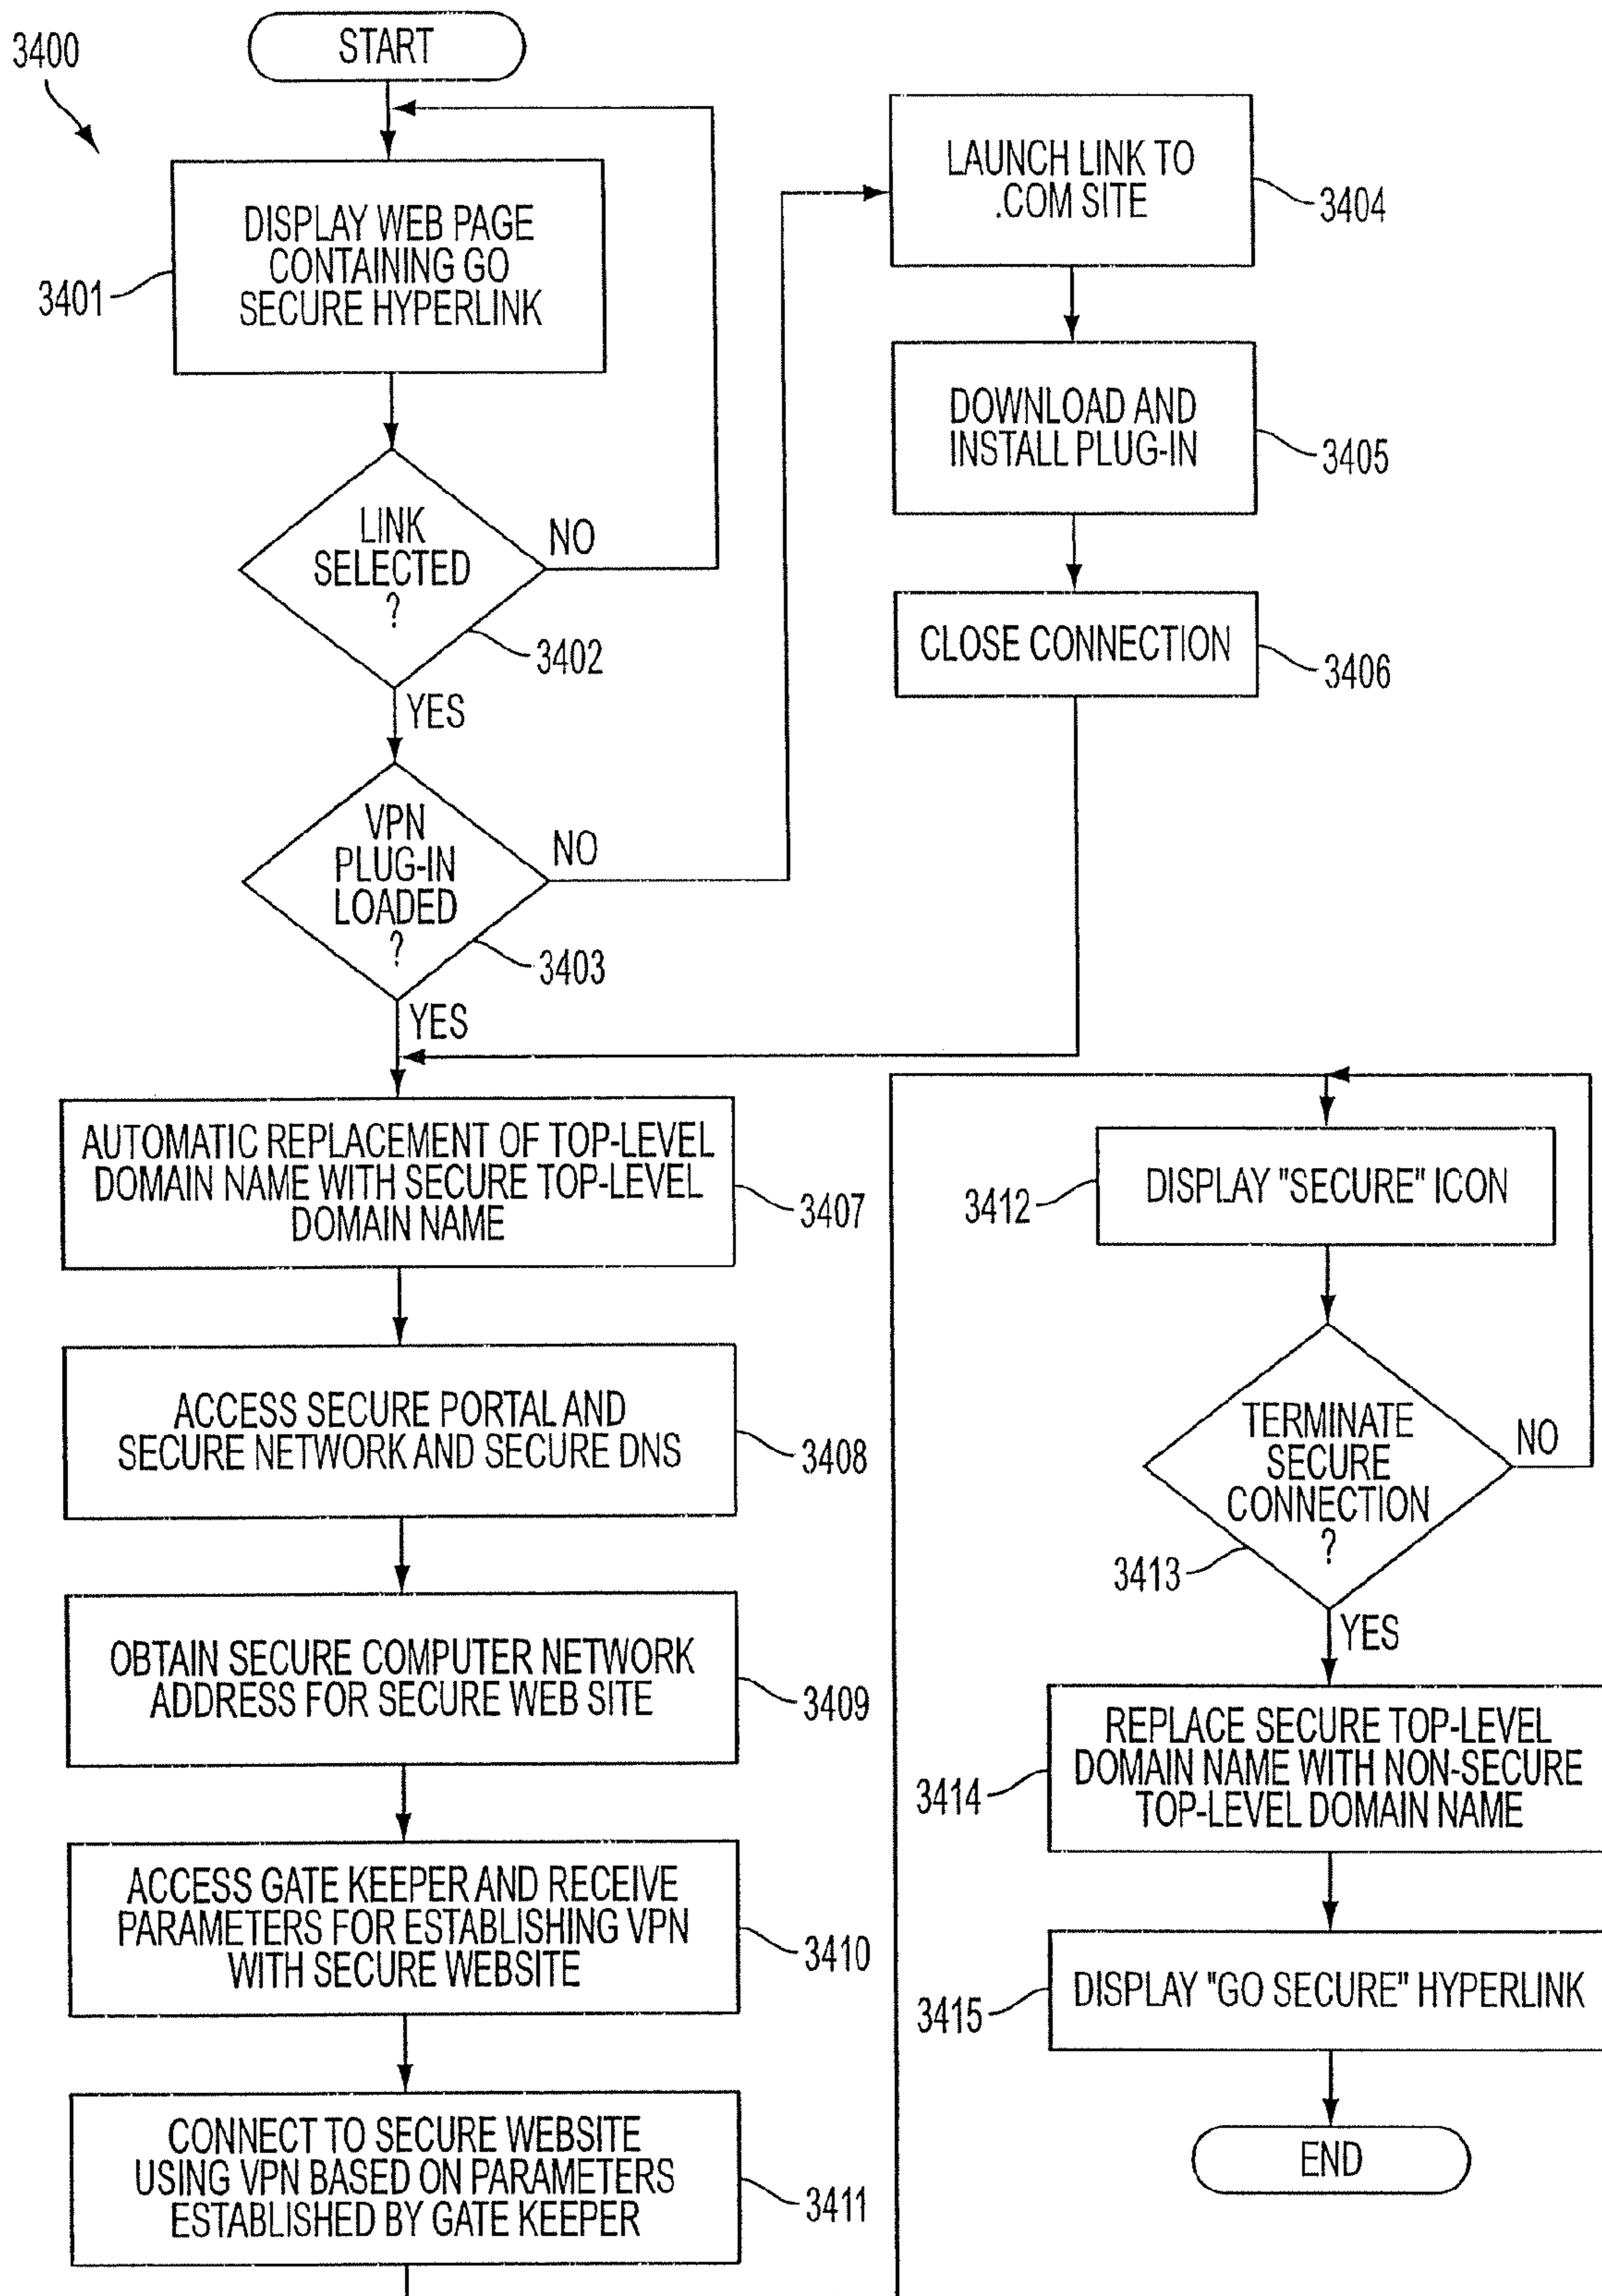 3400
START
DISPLAY WEB PAGE
CONTAINING GO
SECURE HYPERLINK
3401
LINK
SELECTED
?
NO
3402
YES
VPN
PLUG-IN
LOADED
?
NO
3403
YES
LAUNCH LINK TO
.COM SITE
3404
DOWNLOAD AND
INSTALL PLUG-IN
3405
CLOSE CONNECTION
3406
AUTOMATIC REPLACEMENT OF TOP-LEVEL
DOMAIN NAME WITH SECURE TOP-LEVEL
DOMAIN NAME
3407
ACCESS SECURE PORTAL AND
SECURE NETWORK AND SECURE DNS
3408
OBTAIN SECURE COMPUTER NETWORK
ADDRESS FOR SECURE WEB SITE
3409
ACCESS GATE KEEPER AND RECEIVE
PARAMETERS FOR ESTABLISHING VPN
WITH SECURE WEBSITE
3410
CONNECT TO SECURE WEBSITE
USING VPN BASED ON PARAMETERS
ESTABLISHED BY GATE KEEPER
3411
DISPLAY "SECURE" ICON
3412
TERMINATE
SECURE
CONNECTION
?
NO
3413
YES
REPLACE SECURE TOP-LEVEL
DOMAIN NAME WITH NON-SECURE
TOP-LEVEL DOMAIN NAME
3414
DISPLAY "GO SECURE" HYPERLINK
3415
END